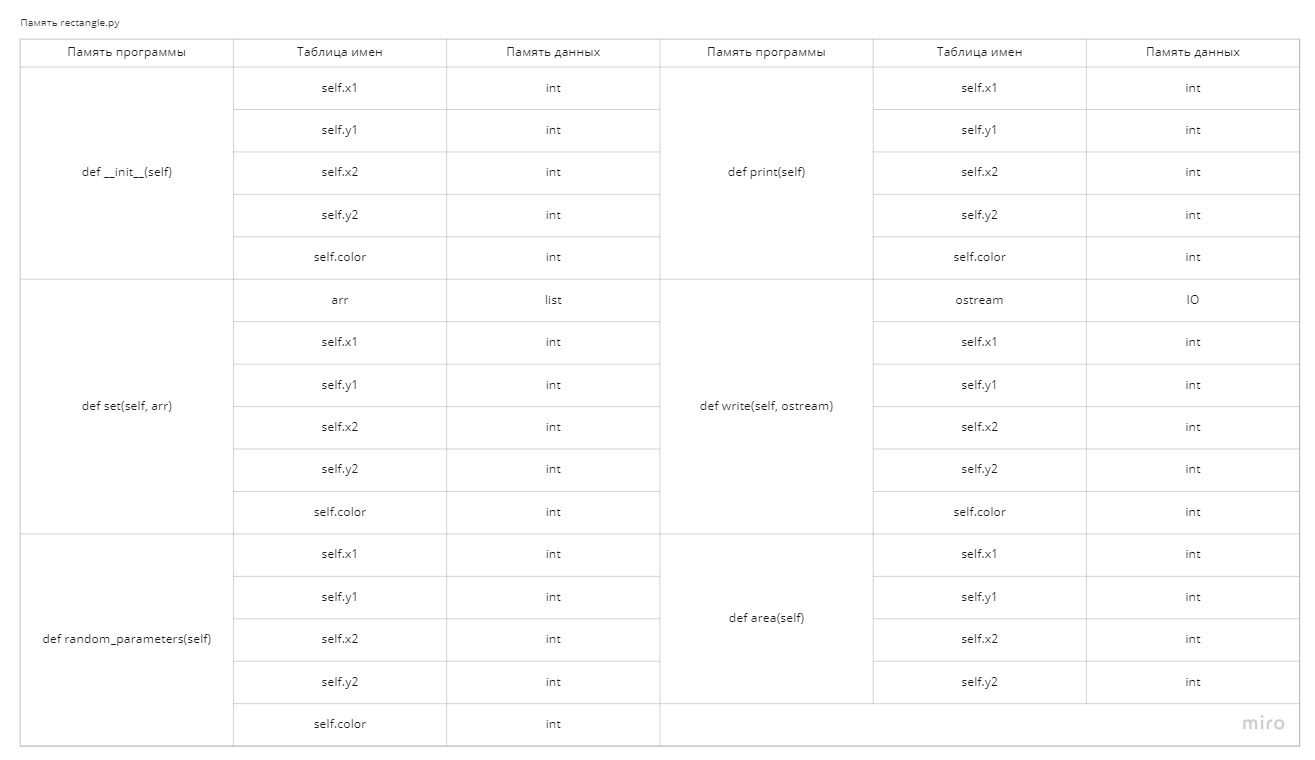 Память rectangle.py
Память программы Таблица имен Память данных Память программы Таблица имен Память данных
self.x1 int self.x1 int
self.y1 int self.y1 int
def __init__(self) self.x2 int def print(self) self.x2 int
self.y2 int self.y2 int
self.color int self.color int
arr list ostream IO
self.x1 int self.x1 int
self.y1 int self.y1 int
def set(self, arr) def write(self, ostream)
self.x2 int self.x2 int
self.y2 int self.y2 int
self.color int self.color int
self.x1 int self.x1 int
self.y1 int self.y1 int
def area(self)
def random_parameters(self) self.x2 int self.x2 int
self.y2 int self.y2 int
self.color int miro